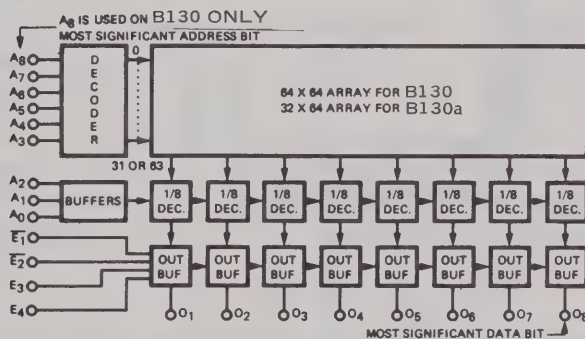 A8 IS USED ON B130 ONLY
MOST SIGNIFICANT ADDRESS BIT
A8
A7
A6
A5
A4
A3
DECODER
0
31 OR 63
64 X 64 ARRAY FOR B130
32 X 64 ARRAY FOR B130a
A2
A1
A0
BUFFERS
1/8 DEC.
1/8 DEC.
1/8 DEC.
1/8 DEC.
1/8 DEC.
1/8 DEC.
1/8 DEC.
1/8 DEC.
E1
E2
E3
E4
OUT BUF
OUT BUF
OUT BUF
OUT BUF
OUT BUF
OUT BUF
OUT BUF
OUT BUF
O1
O2
O3
O4
O5
O6
O7
O8
MOST SIGNIFICANT DATA BIT